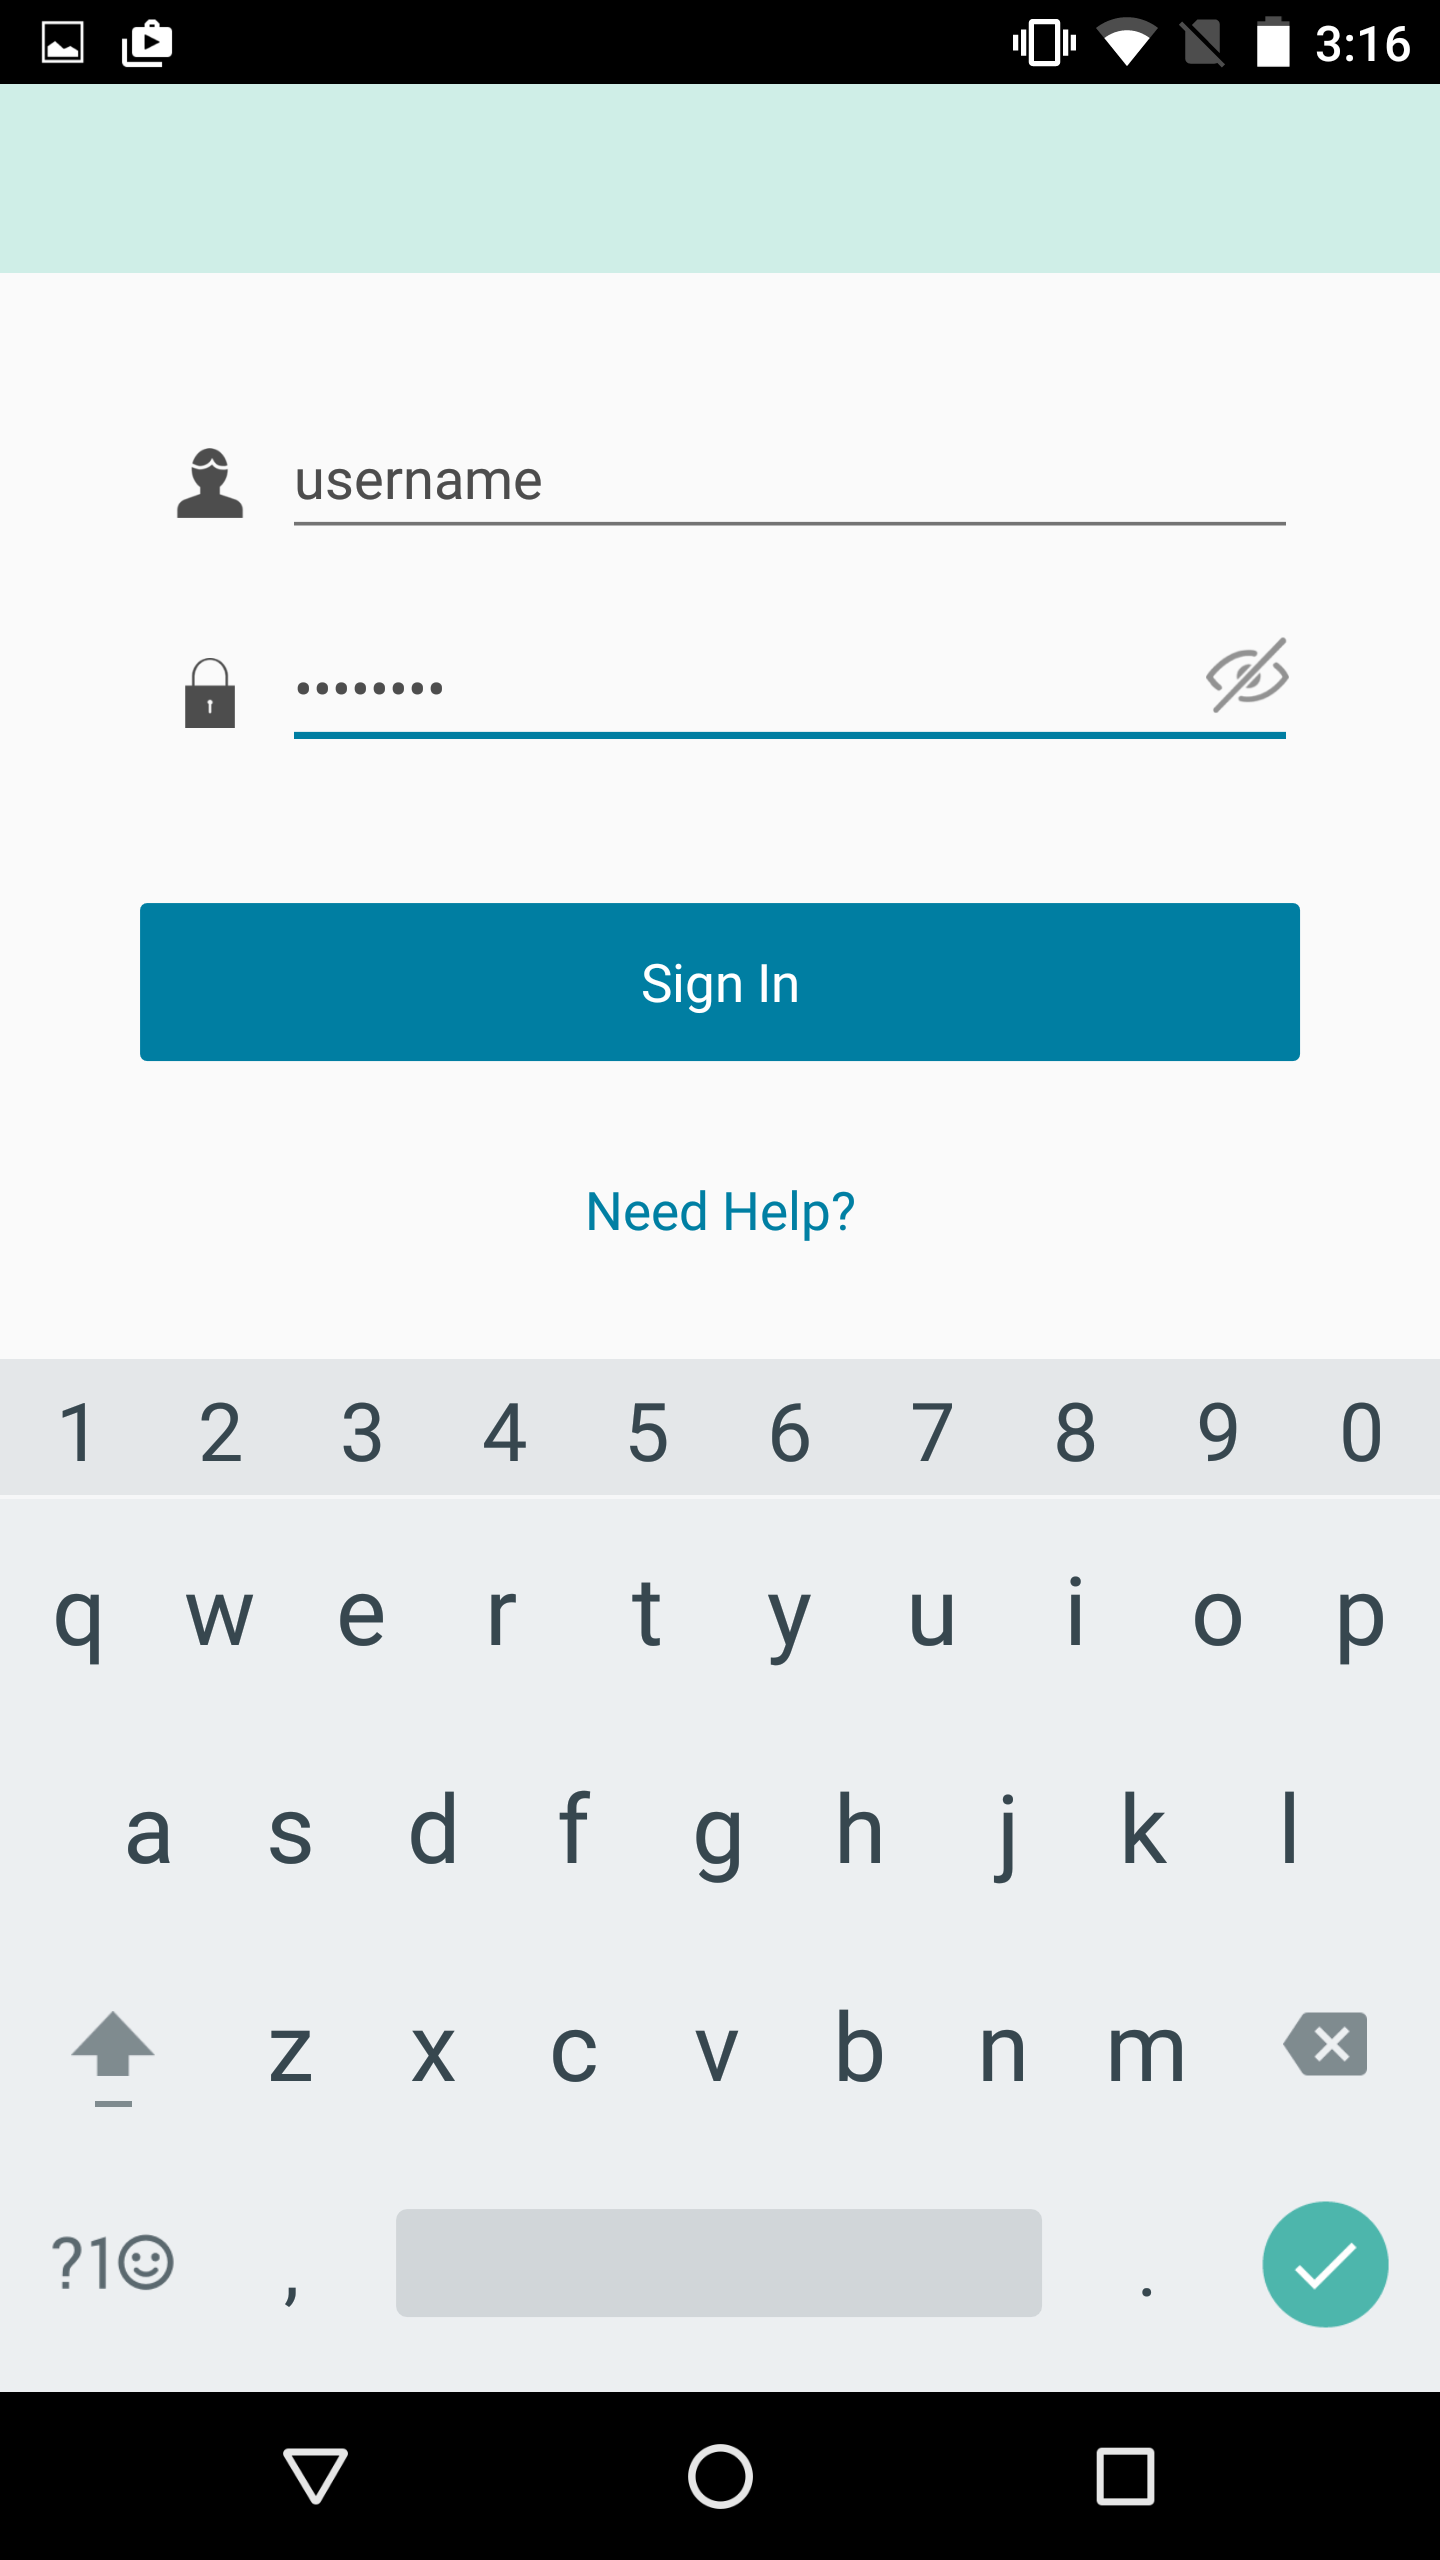 3:16
username
••••••••
Sign In
Need Help?
1 2 3 4 5 6 7 8 9 0
q w e r t y u i o p
a s d f g h j k l
z x c v b n m
?1☺ , .